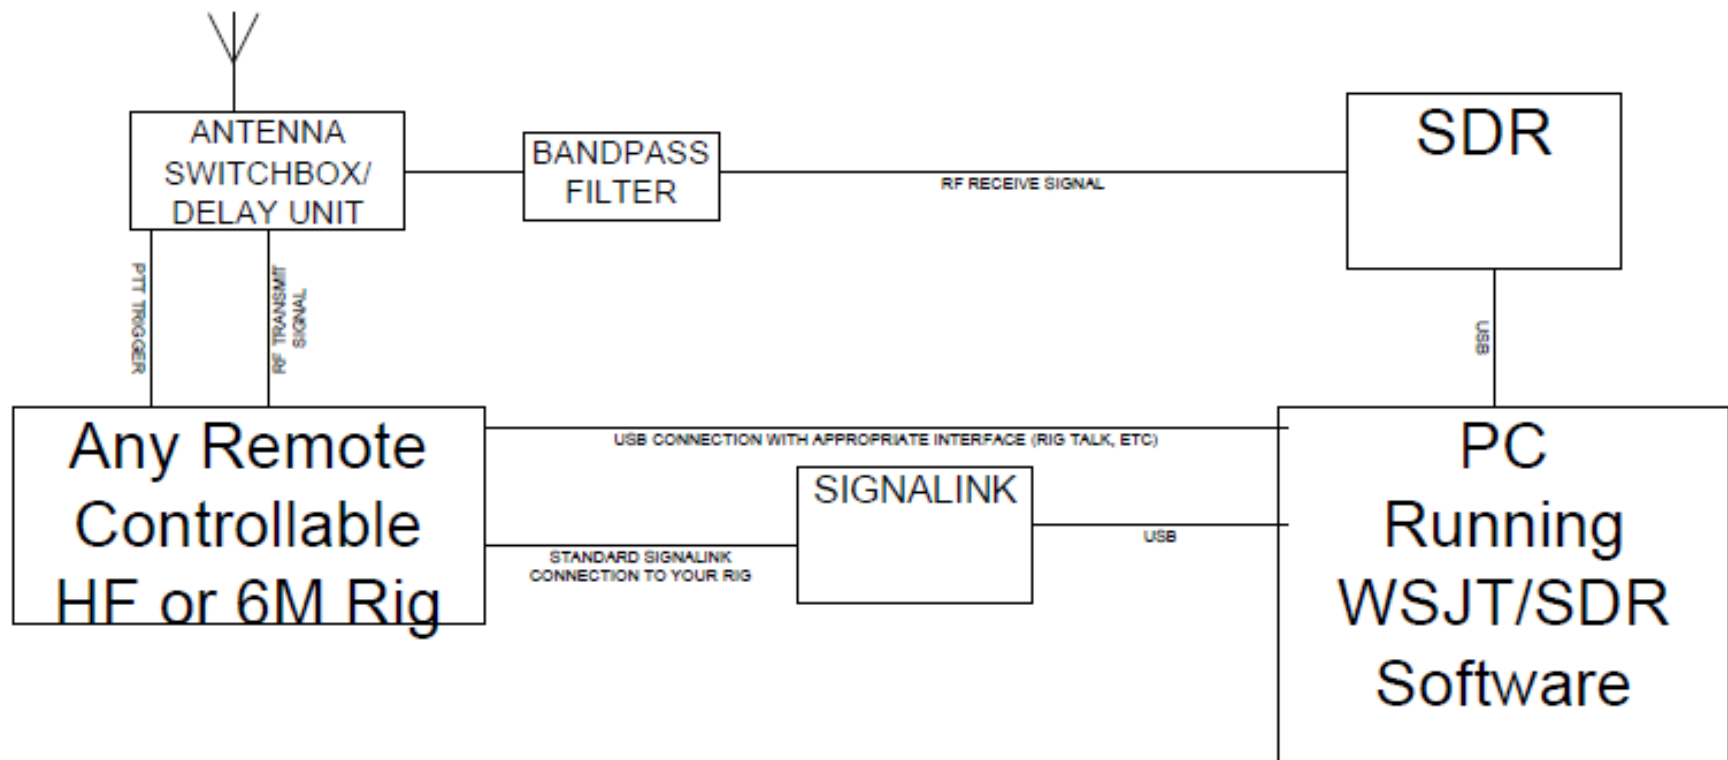 ANTENNA
SWITCHBOX/
DELAY UNIT
BANDPASS
FILTER
RF RECEIVE SIGNAL
SDR
PTT TRIGGER
RF TRANSMIT
SIGNAL
USB
Any Remote
Controllable
HF or 6M Rig
USB CONNECTION WITH APPROPRIATE INTERFACE (RIG TALK, ETC)
SIGNALINK
STANDARD SIGNALINK
CONNECTION TO YOUR RIG
USB
PC
Running
WSJT/SDR
Software